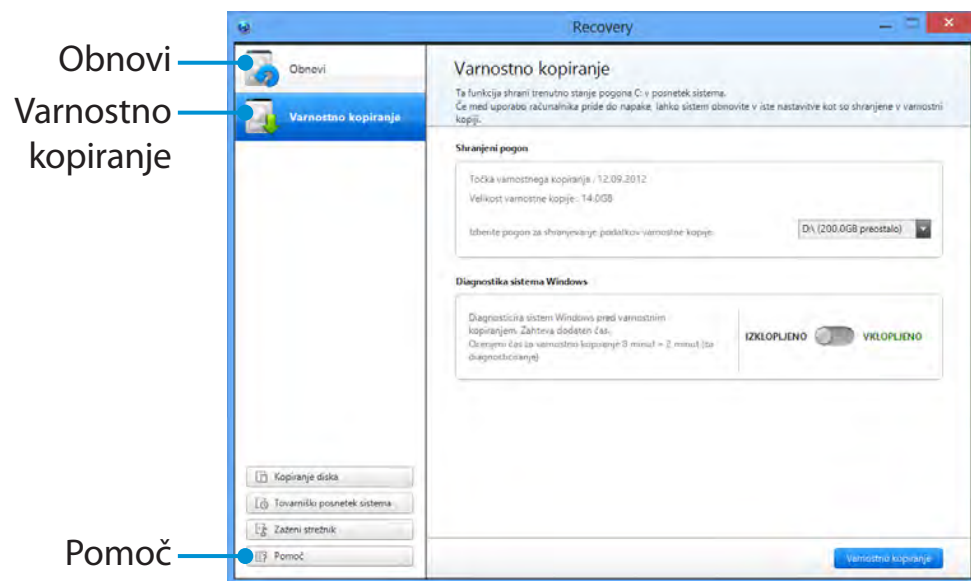 Recovery
Obnovi
Varnostno
kopiranje
Pomoč
Obnovi
Varnostno kopiranje
Kopiranje diska
Tovarniški posnetek sistema
Zaženi strežnik
Pomoč
Varnostno kopiranje
Ta funkcija shrani trenutno stanje pogona C: v posnetek sistema.
Če med uporabo računalnika pride do napake, lahko sistem obnovite v iste nastavitve kot so shranjene v varnostni
kopiji.
Shranjeni pogon
Točka varnostnega kopiranja : 12.09.2012
Velikost varnostne kopije : 14.0GB
Izberite pogon za shranjevanje podatkov varnostne kopije.
D:\ (200.0GB preostalo)
Diagnostika sistema Windows
Diagnosticira sistem Windows pred varnostnim
kopiranjem. Zahteva dodaten čas.
Ocenjeni čas za varnostno kopiranje minut + 2 minut (za
diagnosticiranje)
IZKLOPLJENO
VKLOPLJENO
Varnostno kopiranje